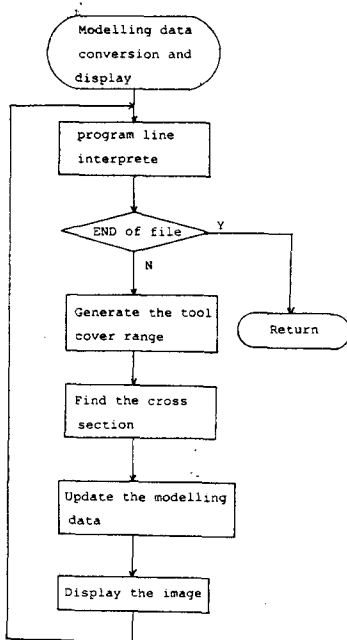 Modelling data
conversion and
display
program line
interprete
END of file
Y
N
Generate the tool
cover range
Return
Find the cross
section
Update the modelling
data
Display the image